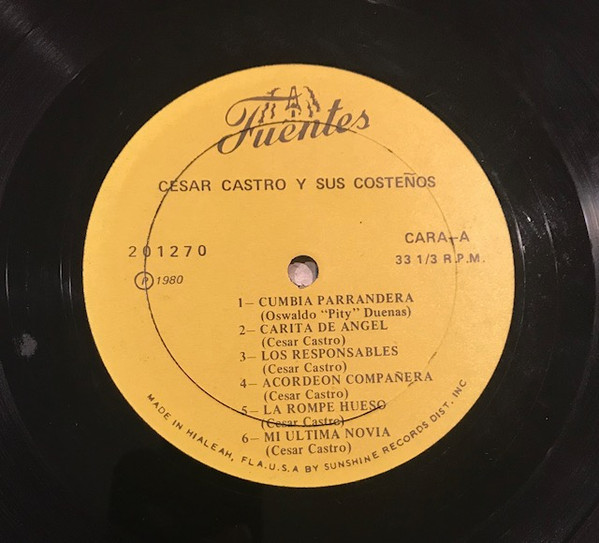 Fuentes
CESAR CASTRO Y SUS COSTEÑOS
201270
CARA-A
33 1/3 R.P.M.
℗ 1980
1– CUMBIA PARRANDERA
(Oswaldo "Pity" Duenas)
2– CARITA DE ANGEL
(Cesar Castro)
3– LOS RESPONSABLES
(Cesar Castro)
4– ACORDEON COMPAÑERA
(Cesar Castro)
5– LA ROMPE HUESO
(Cesar Castro)
6– MI ULTIMA NOVIA
(Cesar Castro)
MADE IN HIALEAH, FLA. U.S.A BY SUNSHINE RECORDS DIST. INC